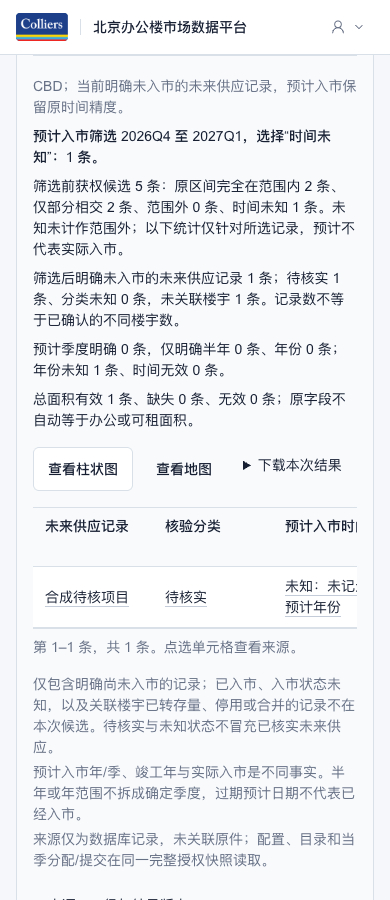 Colliers
北京办公楼市场数据平台
CBD；当前明确未入市的未来供应记录，预计入市保
留原时间精度。
预计入市筛选 2026Q4 至 2027Q1，选择“时间未
知”：1 条。
筛选前获权候选 5 条：原区间完全在范围内 2 条、
仅部分相交 2 条、范围外 0 条、时间未知 1 条。未
知未计作范围外；以下统计仅针对所选记录，预计不
代表实际入市。
筛选后明确未入市的未来供应记录 1 条；待核实 1
条、分类未知 0 条，未关联楼宇 1 条。记录数不等
于已确认的不同楼宇数。
预计季度明确 0 条，仅明确半年 0 条、年份 0 条；
年份未知 1 条、时间无效 0 条。
总面积有效 1 条、缺失 0 条、无效 0 条；原字段不
自动等于办公或可租面积。
查看柱状图 查看地图 ▶ 下载本次结果
未来供应记录 核验分类 预计入市时
合成待核项目 待核实 未知：未记
预计年份
第 1–1 条，共 1 条。点选单元格查看来源。
仅包含明确尚未入市的记录；已入市、入市状态未
知，以及关联楼宇已转存量、停用或合并的记录不在
本次候选。待核实与未知状态不冒充已核实未来供
应。
预计入市年/季、竣工年与实际入市是不同事实。半
年或年范围不拆成确定季度，过期预计日期不代表已
经入市。
来源仅为数据库记录，未关联原件；配置、目录和当
季分配/提交在同一完整授权快照读取。